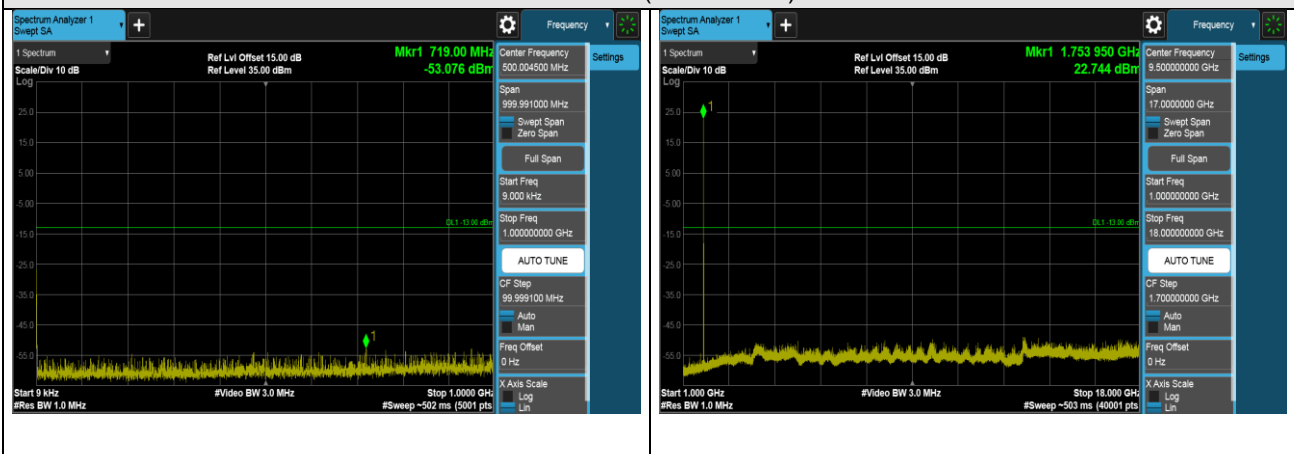 Spectrum Analyzer 1
Swept SA
+
Frequency
1 Spectrum
Scale/Div 10 dB
Log
Ref Lvl Offset 15.00 dB
Ref Level 35.00 dBm
Mkr1 719.00 MHz
-53.076 dBm
25.0
15.0
5.00
-5.00
-15.0
-25.0
-35.0
-45.0
-55.0
1
DL1 -13.00 dBm
Start 9 kHz
#Res BW 1.0 MHz
#Video BW 3.0 MHz
Stop 1.0000 GHz
#Sweep ~502 ms (5001 pts
Center Frequency
500.004500 MHz
Settings
Span
999.991000 MHz
Swept Span
Zero Span
Full Span
Start Freq
9.000 kHz
Stop Freq
1.000000000 GHz
AUTO TUNE
CF Step
99.999100 MHz
Auto
Man
Freq Offset
0 Hz
X Axis Scale
Log
Lin
Spectrum Analyzer 1
Swept SA
+
Frequency
1 Spectrum
Scale/Div 10 dB
Log
Ref Lvl Offset 15.00 dB
Ref Level 35.00 dBm
Mkr1 1.753 950 GHz
22.744 dBm
25.0
15.0
5.00
-5.00
-15.0
-25.0
-35.0
-45.0
-55.0
1
DL1 -13.00 dBm
Start 1.000 GHz
#Res BW 1.0 MHz
#Video BW 3.0 MHz
Stop 18.000 GHz
#Sweep ~503 ms (40001 pts
Center Frequency
9.500000000 GHz
Settings
Span
17.0000000 GHz
Swept Span
Zero Span
Full Span
Start Freq
1.000000000 GHz
Stop Freq
18.000000000 GHz
AUTO TUNE
CF Step
1.700000000 GHz
Auto
Man
Freq Offset
0 Hz
X Axis Scale
Log
Lin